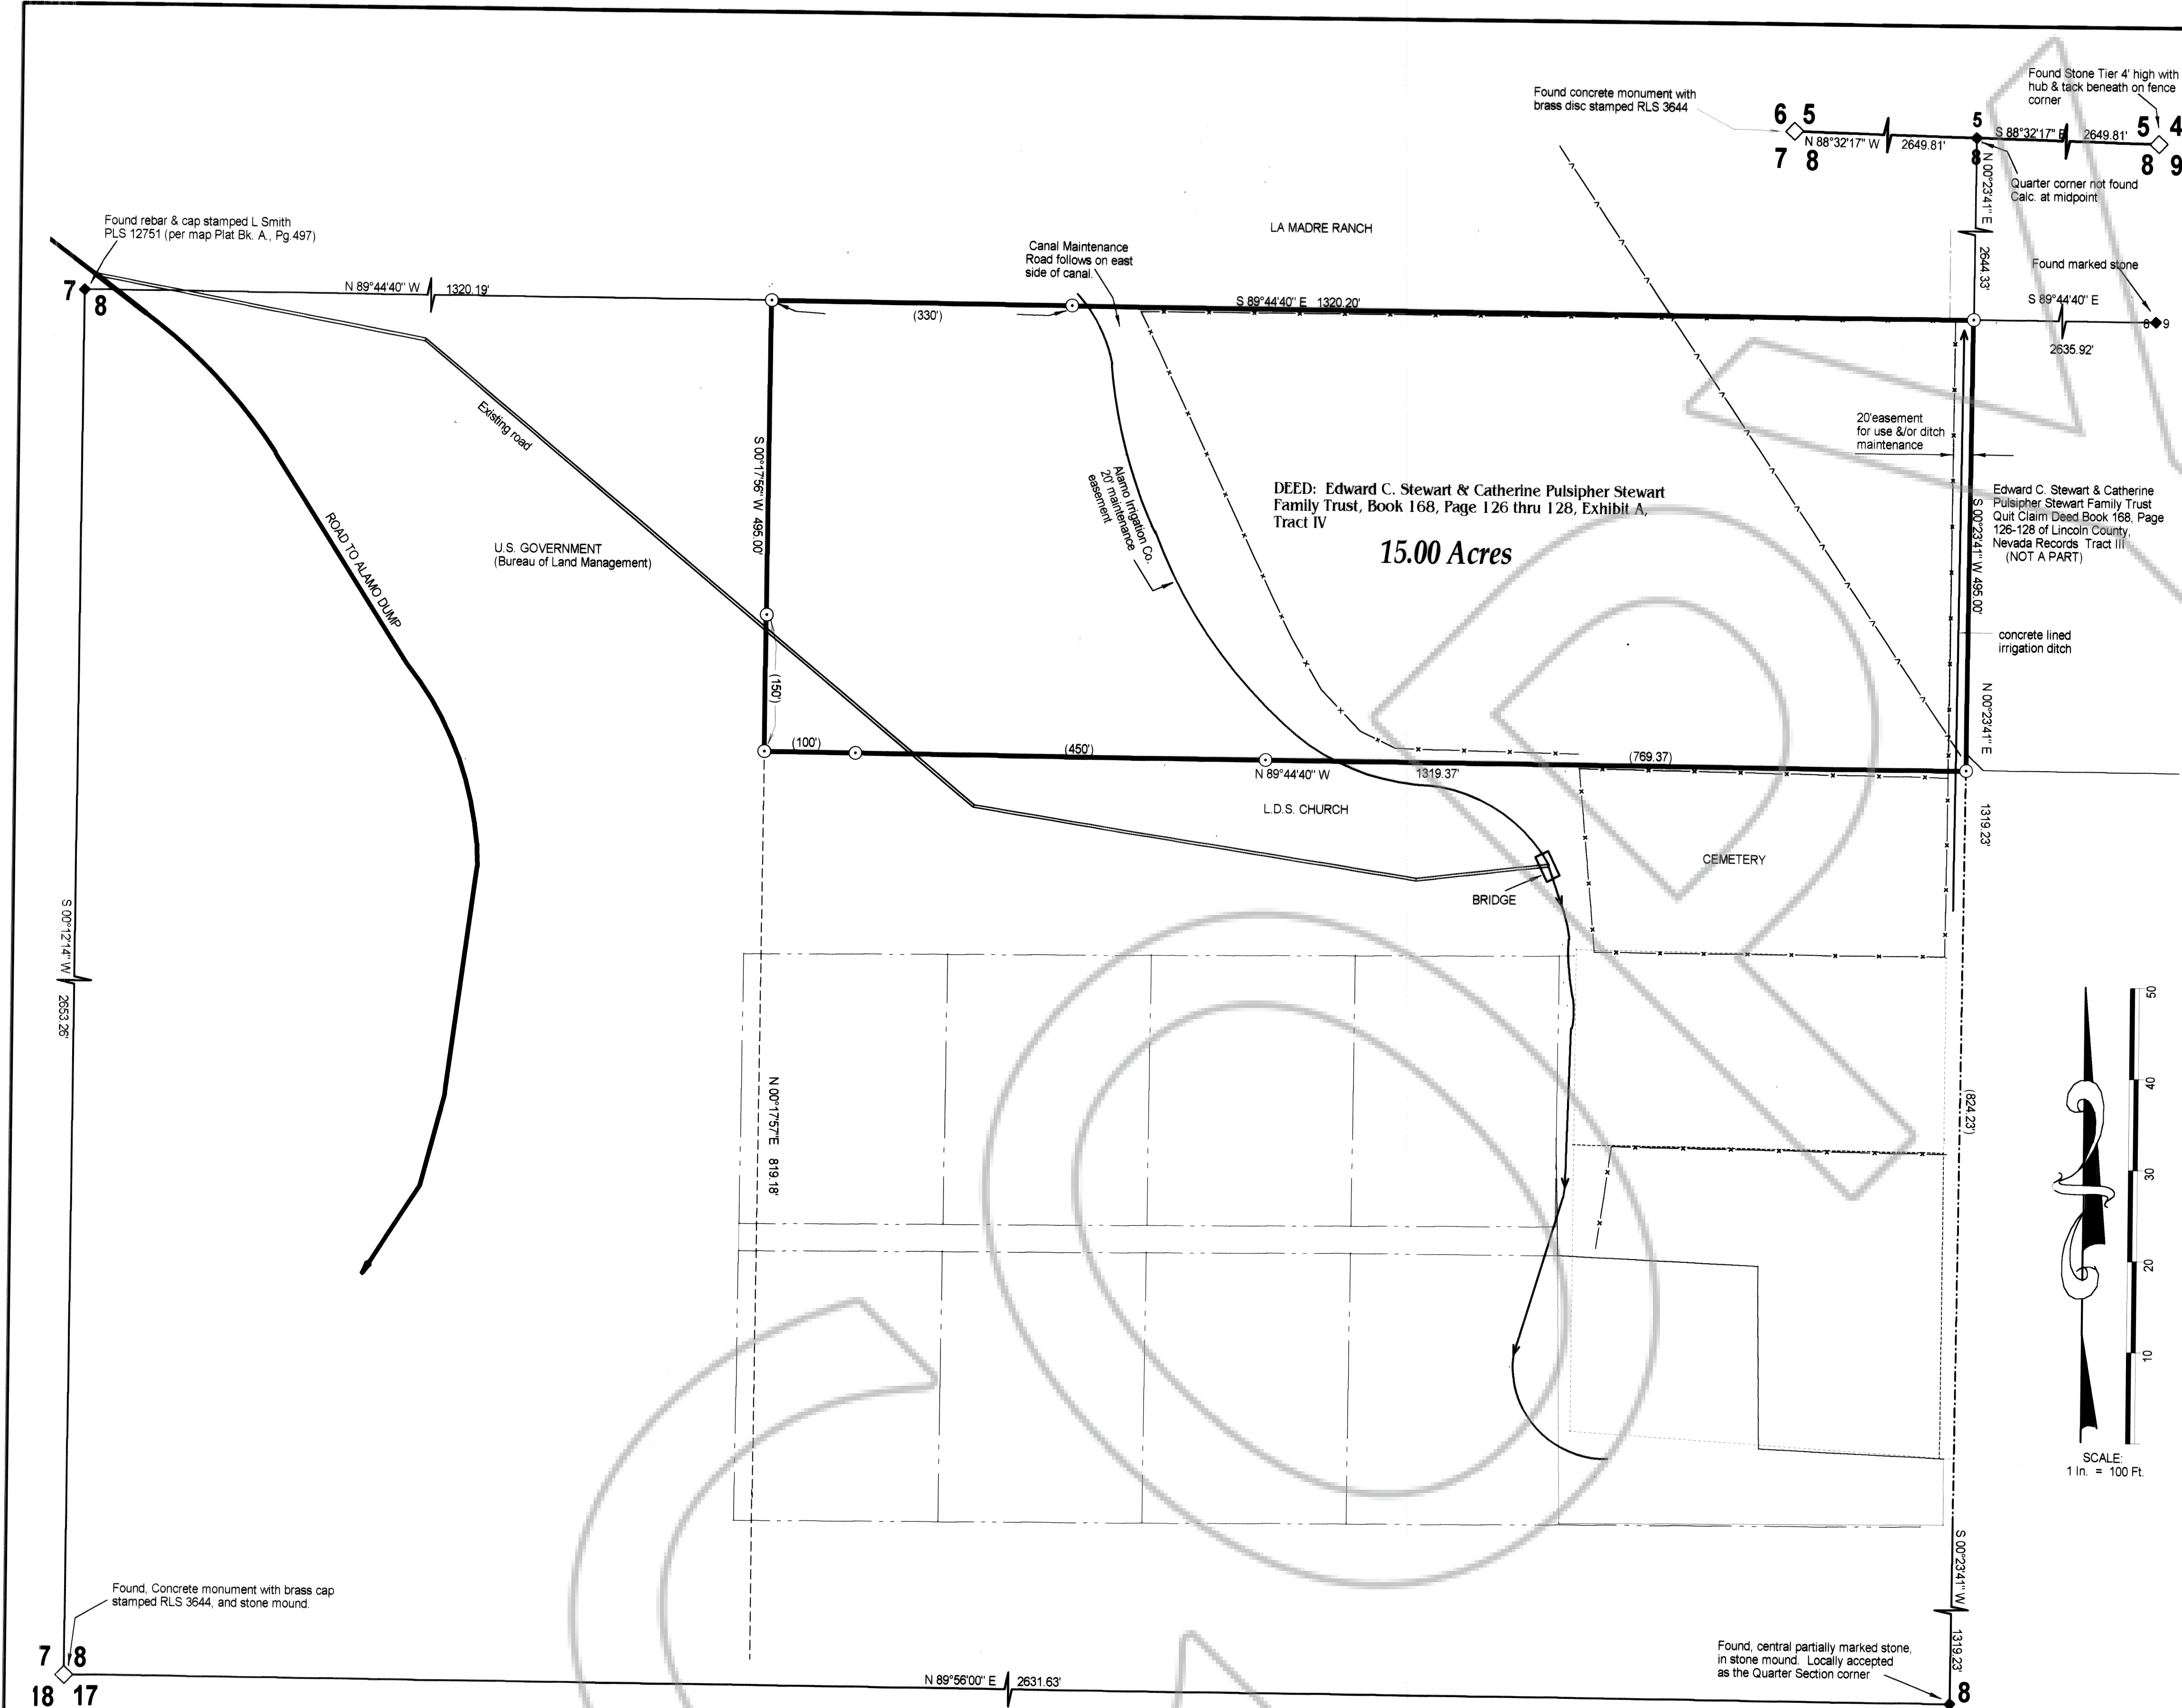 Found Stone Tier 4' high with
hub & tack beneath on fence
corner
Found concrete monument with
brass disc stamped RLS 3644
6 5
7 8
N 88°32'17" W 2649.81'
5
8
S 88°32'17" E 2649.81'
5 4
8 9
Quarter corner not found
Calc. at midpoint
N 00°23'41" E 2644.33'
Found rebar & cap stamped L Smith
PLS 12751 (per map Plat Bk. A., Pg.497)
7 8
N 89°44'40" W 1320.19'
Canal Maintenance
Road follows on east
side of canal.
LA MADRE RANCH
Found marked stone
S 89°44'40" E
8 9
2635.92'
(330')
S 89°44'40" E 1320.20'
Existing road
20'easement
for use &/or ditch
maintenance
S 00°17'56" W 495.00'
Alamo Irrigation Co.
20' maintenance
easement
DEED: Edward C. Stewart & Catherine Pulsipher Stewart
Family Trust, Book 168, Page 126 thru 128, Exhibit A,
Tract IV
15.00 Acres
S 00°23'41" W 495.00'
Edward C. Stewart & Catherine
Pulsipher Stewart Family Trust
Quit Claim Deed Book 168, Page
126-128 of Lincoln County,
Nevada Records Tract III
(NOT A PART)
ROAD TO ALAMO DUMP
U.S. GOVERNMENT
(Bureau of Land Management)
concrete lined
irrigation ditch
(150')
N 00°23'41" E
1319.23'
(100')
(450')
(769.37)
N 89°44'40" W 1319.37'
L.D.S. CHURCH
CEMETERY
BRIDGE
S 00°12'14" W 2653.26'
N 00°17'57"E 819.18'
(824.23')
50
40
30
20
10
SCALE:
1 In. = 100 Ft.
S 00°23'41" W 1319.23'
Found, Concrete monument with brass cap
stamped RLS 3644, and stone mound.
7 8
18 17
N 89°56'00" E 2631.63'
Found, central partially marked stone,
in stone mound. Locally accepted
as the Quarter Section corner
8